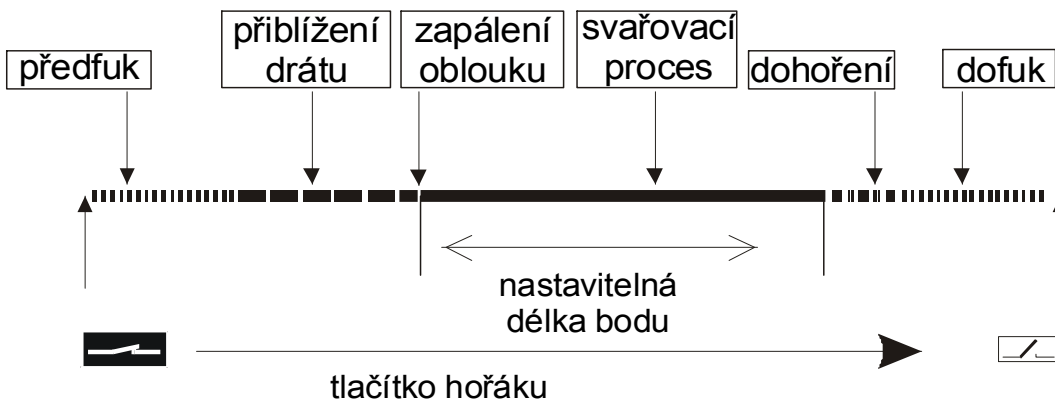 předfuk
přiblížení
drátu
zapálení
oblouku
svařovací
proces
dohoření
dofuk
nastavitelná
délka bodu
tlačítko hořáku